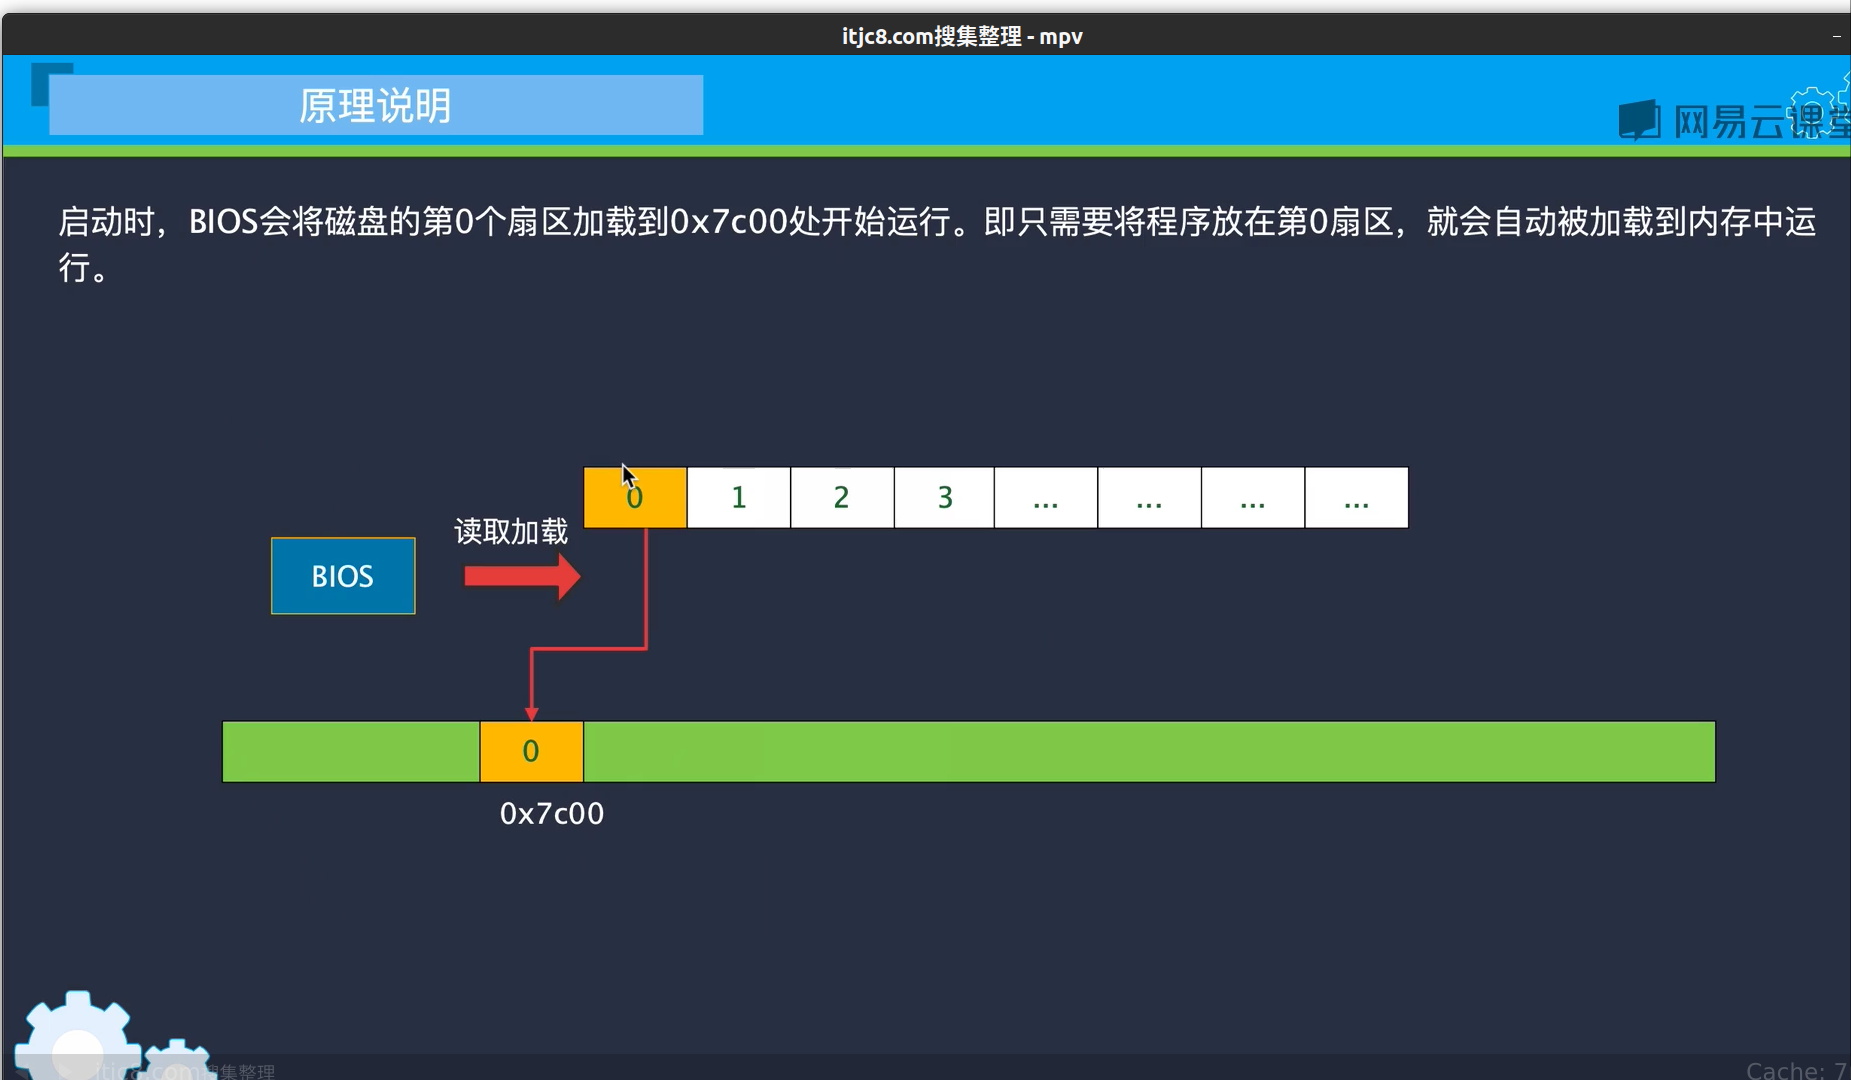 itjc8.com搜集整理 - mpv
原理说明
网易云课堂
启动时，BIOS会将磁盘的第0个扇区加载到0x7c00处开始运行。即只需要将程序放在第0扇区，就会自动被加载到内存中运
行。
0 1 2 3 ... ... ... ...
读取加载
BIOS
0
0x7c00
itjc8.com搜集整理
Cache: 7